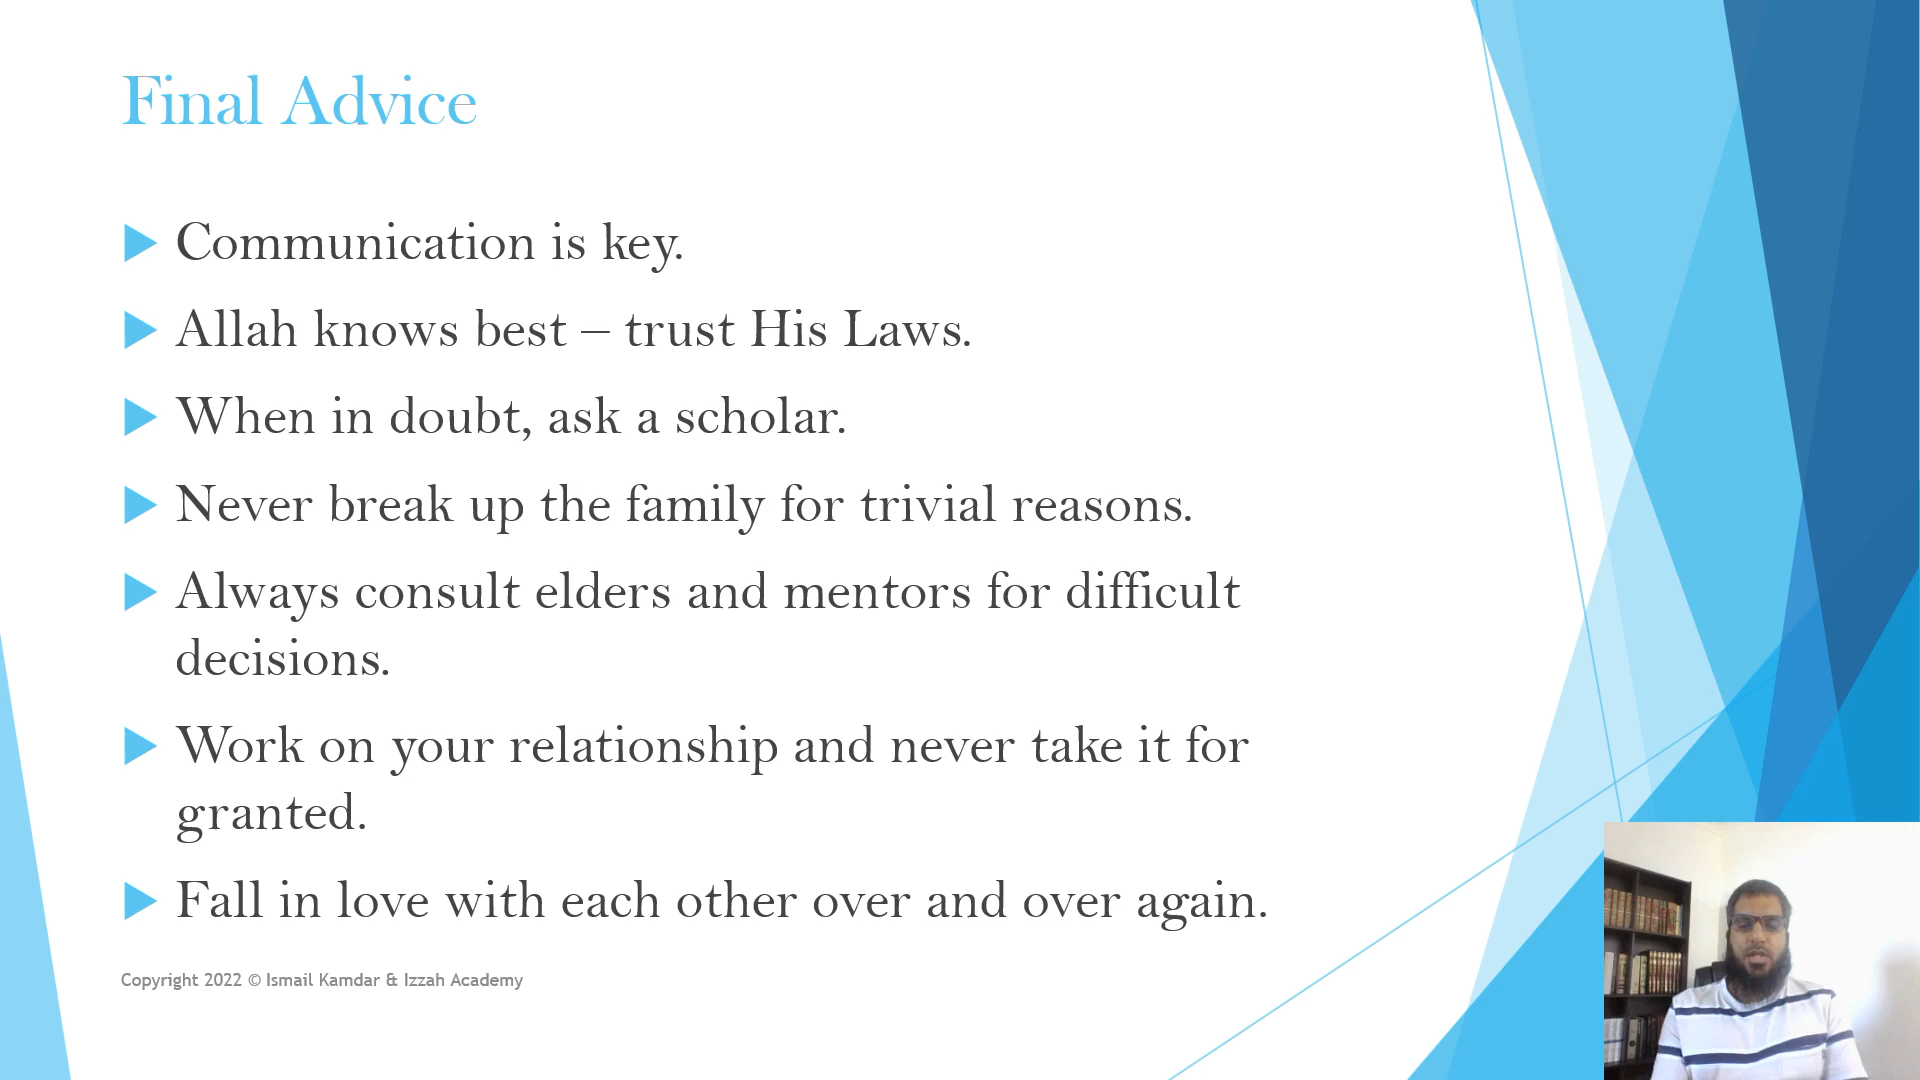 Final Advice
Communication is key.
Allah knows best – trust His Laws.
When in doubt, ask a scholar.
Never break up the family for trivial reasons.
Always consult elders and mentors for difficult
decisions.
Work on your relationship and never take it for
granted.
Fall in love with each other over and over again.
Copyright 2022 © Ismail Kamdar & Izzah Academy